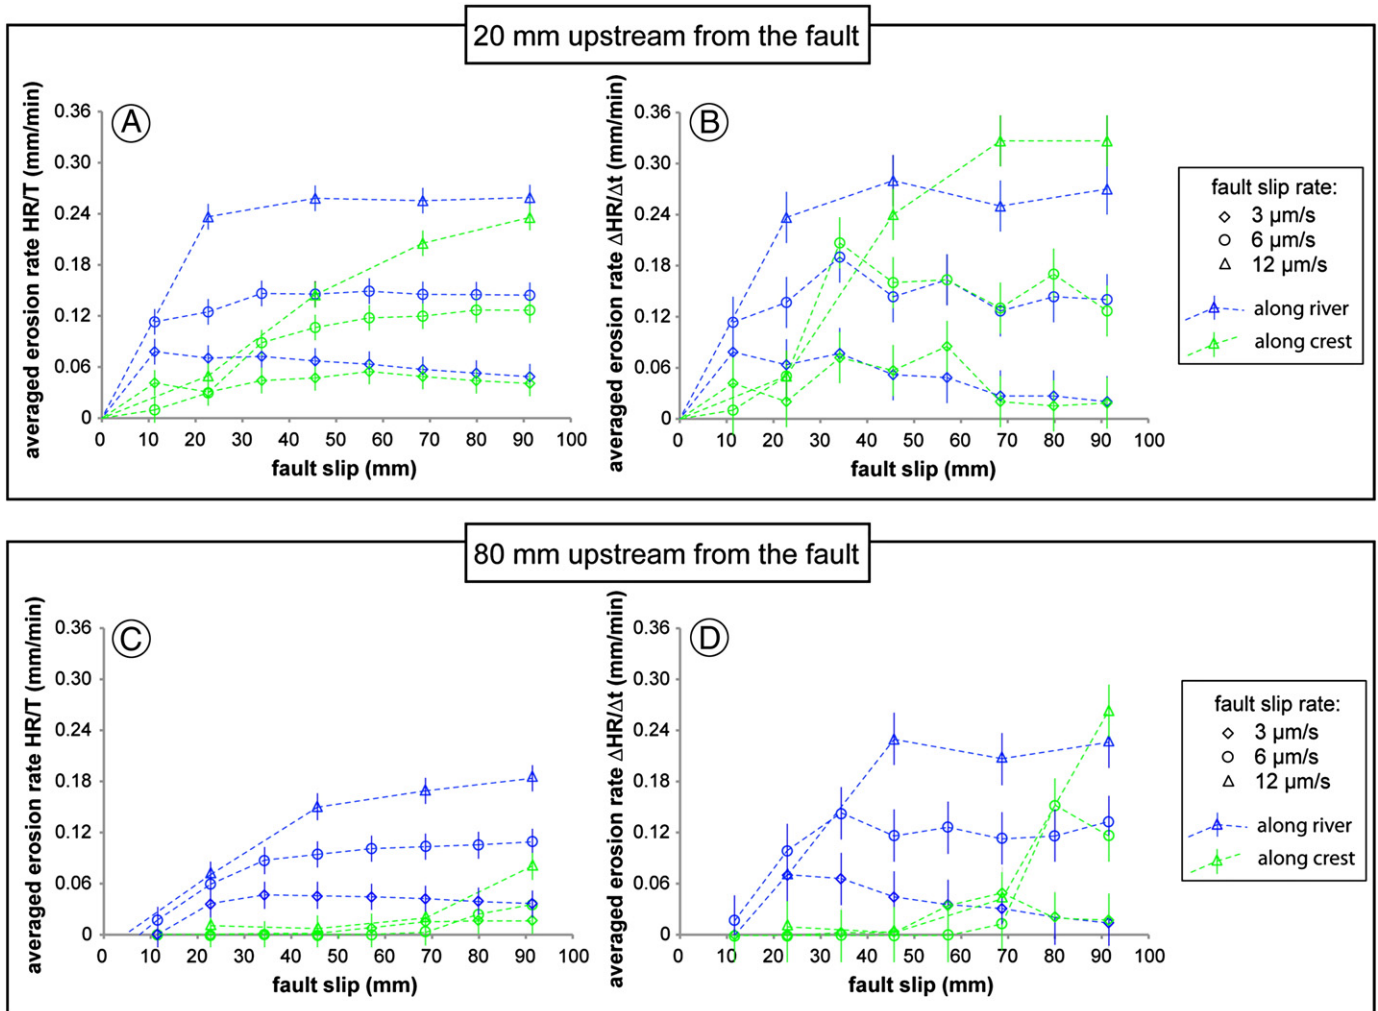 20 mm upstream from the fault
A
averaged erosion rate HR/T (mm/min)
0.36
0.30
0.24
0.18
0.12
0.06
0
0 10 20 30 40 50 60 70 80 90 100
fault slip (mm)
B
averaged erosion rate ΔHR/Δt (mm/min)
0.36
0.30
0.24
0.18
0.12
0.06
0
0 10 20 30 40 50 60 70 80 90 100
fault slip (mm)
fault slip rate:
3 µm/s
6 µm/s
12 µm/s
along river
along crest
80 mm upstream from the fault
C
averaged erosion rate HR/T (mm/min)
0.36
0.30
0.24
0.18
0.12
0.06
0
0 10 20 30 40 50 60 70 80 90 100
fault slip (mm)
D
averaged erosion rate ΔHR/Δt (mm/min)
0.36
0.30
0.24
0.18
0.12
0.06
0
0 10 20 30 40 50 60 70 80 90 100
fault slip (mm)
fault slip rate:
3 µm/s
6 µm/s
12 µm/s
along river
along crest